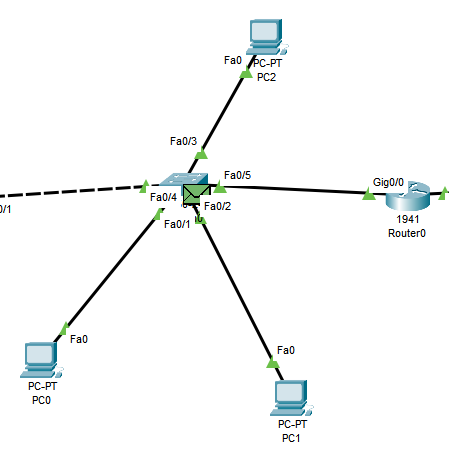 Fa0
PC-PT
PC2
Fa0/3
Fa0/5
Gig0/0
Fa0/4
Fa0/2
Fa0/1
0/1
1941
Router0
Fa0
PC-PT
PC0
Fa0
PC-PT
PC1